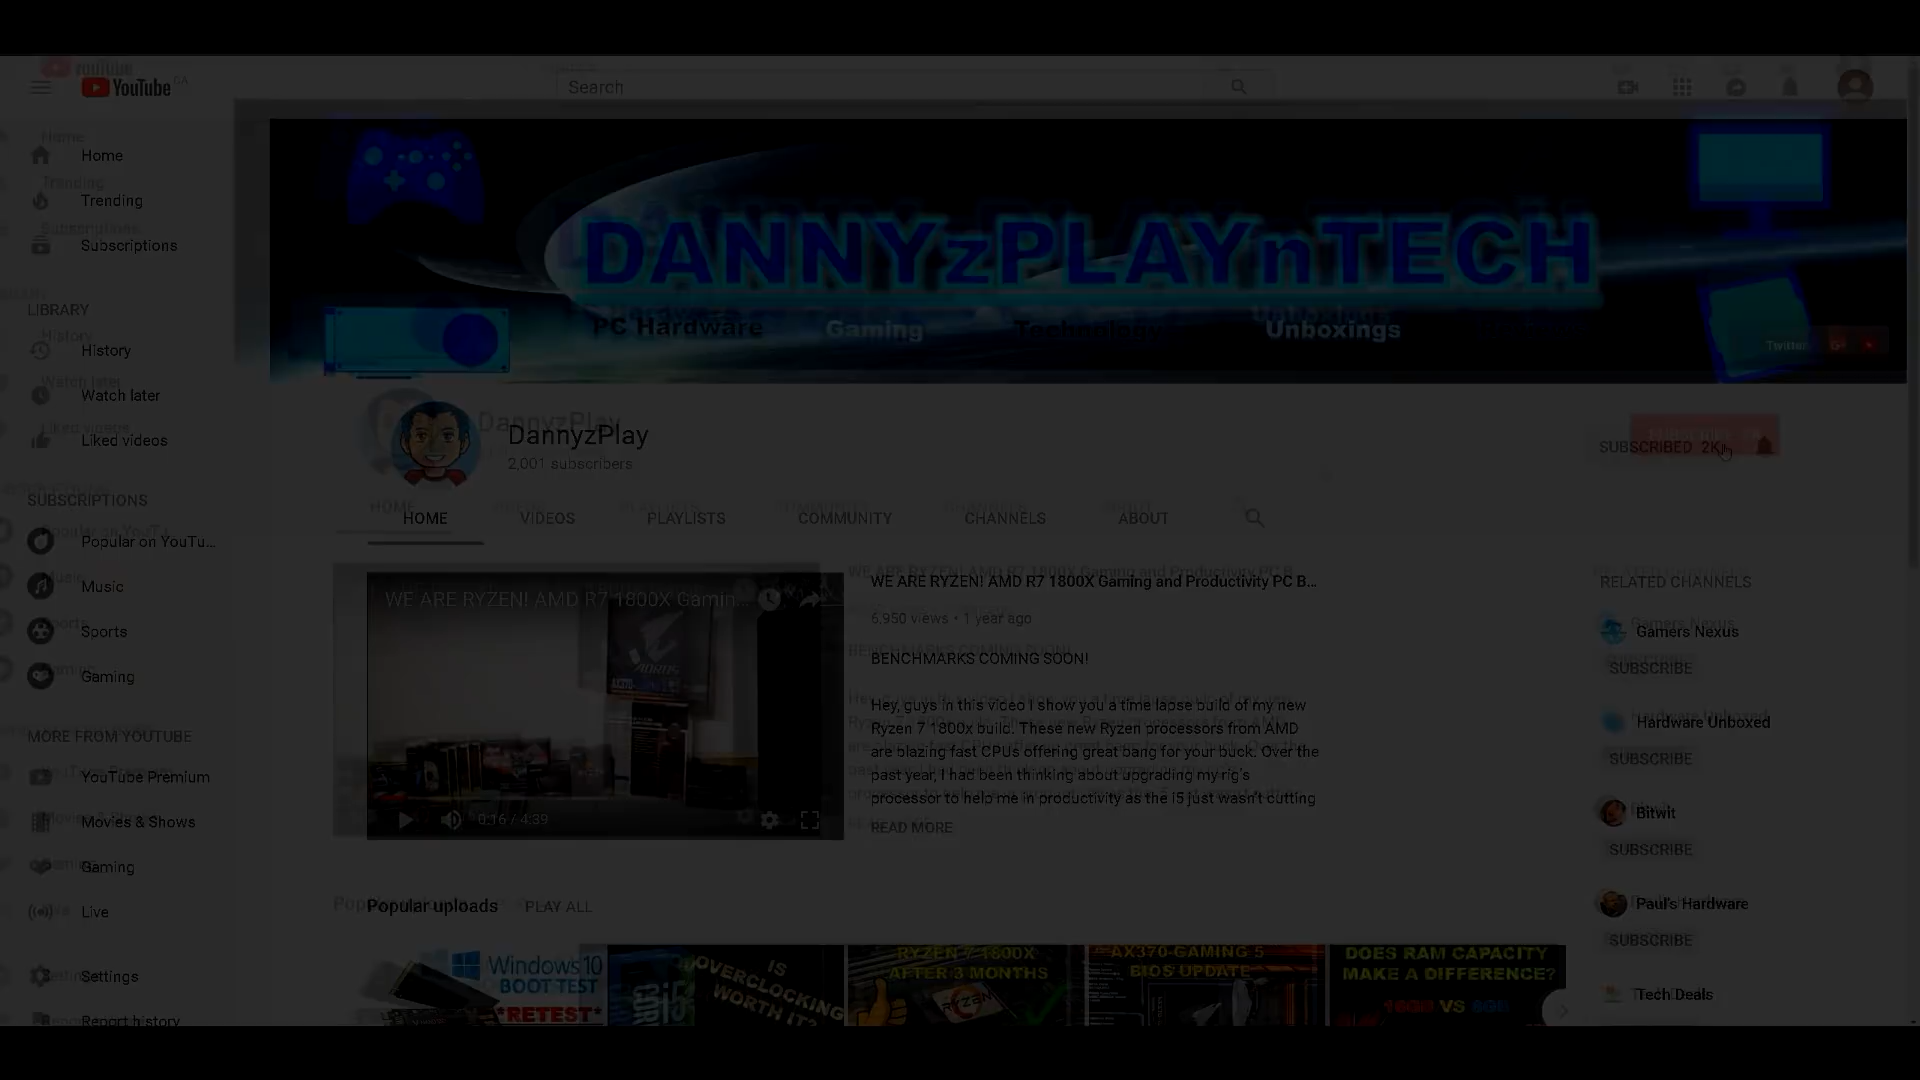 YouTube CA
Search
Home
Trending
Subscriptions
LIBRARY
History
Watch later
Liked videos
SUBSCRIPTIONS
Popular on YouTu...
Music
Sports
Gaming
MORE FROM YOUTUBE
YouTube Premium
Movies & Shows
Gaming
Live
Settings
Report history
DANNYzPLAYnTECH
PC Hardware Gaming Technology Unboxings
Twitter G+
DannyzPlay
2,001 subscribers
SUBSCRIBED 2K
HOME VIDEOS PLAYLISTS COMMUNITY CHANNELS ABOUT
WE ARE RYZEN! AMD R7 1800X Gamin...
AORUS
0:16 / 4:39
WE ARE RYZEN! AMD R7 1800X Gaming and Productivity PC B...
6,950 views • 1 year ago
BENCHMARKS COMING SOON!
Hey, guys in this video I show you a time lapse build of my new
Ryzen 7 1800x build. These new Ryzen processors from AMD
are blazing fast CPUs offering great bang for your buck. Over the
past year, I had been thinking about upgrading my rig's
processor to help me in productivity as the i5 just wasn't cutting
READ MORE
RELATED CHANNELS
Gamers Nexus
SUBSCRIBE
Hardware Unboxed
SUBSCRIBE
Bitwit
SUBSCRIBE
Paul's Hardware
SUBSCRIBE
Tech Deals
Popular uploads PLAY ALL
Windows 10
BOOT TEST
*RETEST*
IS
OVERCLOCKING
WORTH IT?
RYZEN 7 1800X
AFTER 3 MONTHS
RYZEN
AX370-GAMING 5
BIOS UPDATE
DOES RAM CAPACITY
MAKE A DIFFERENCE?
16GB VS 8GB